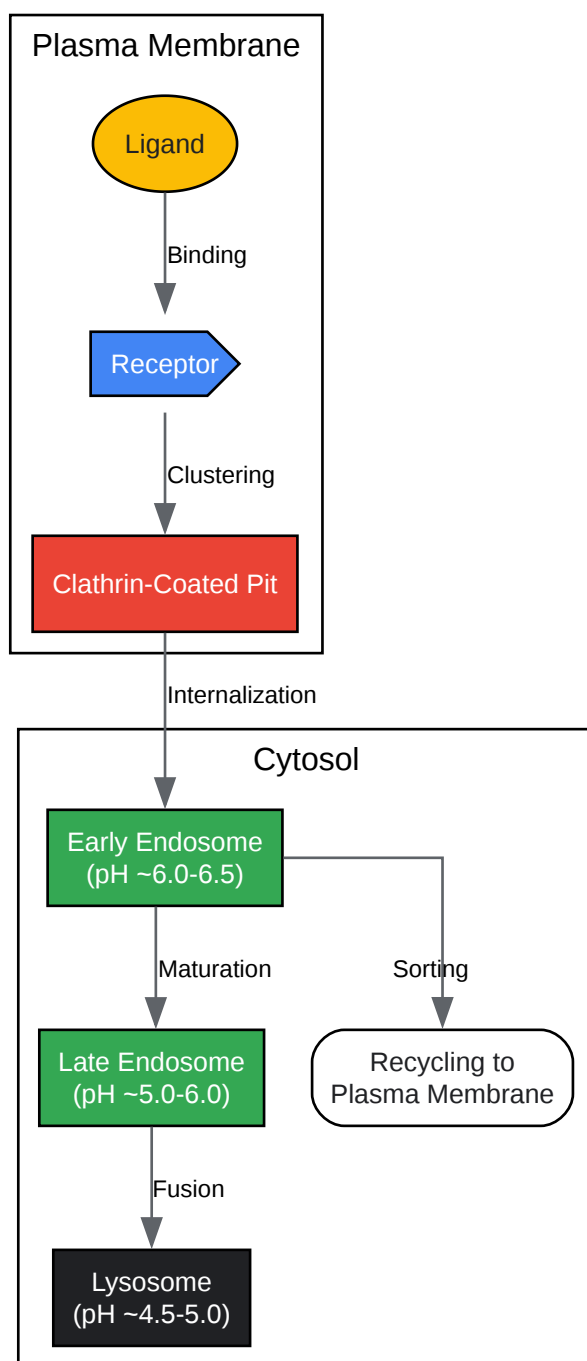 Plasma Membrane
Ligand
Binding
Receptor
Clustering
Clathrin-Coated Pit
Internalization
Cytosol
Early Endosome
(pH ~6.0-6.5)
Maturation
Sorting
Late Endosome
(pH ~5.0-6.0)
Recycling to
Plasma Membrane
Fusion
Lysosome
(pH ~4.5-5.0)